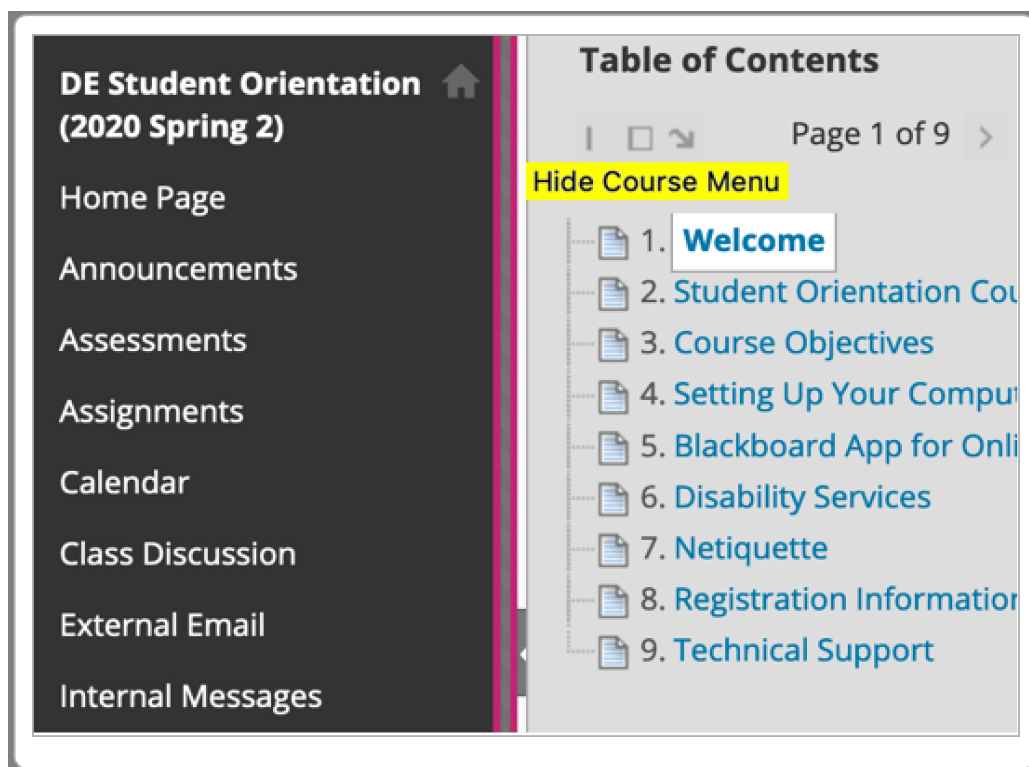 DE Student Orientation
(2020 Spring 2)
Home Page
Announcements
Assessments
Assignments
Calendar
Class Discussion
External Email
Internal Messages
Table of Contents
Page 1 of 9
Hide Course Menu
1. Welcome
2. Student Orientation
3. Course Objectives
4. Setting Up Your
5. Blackboard App for
6. Disability Services
7. Netiquette
8. Registration
9. Technical Support